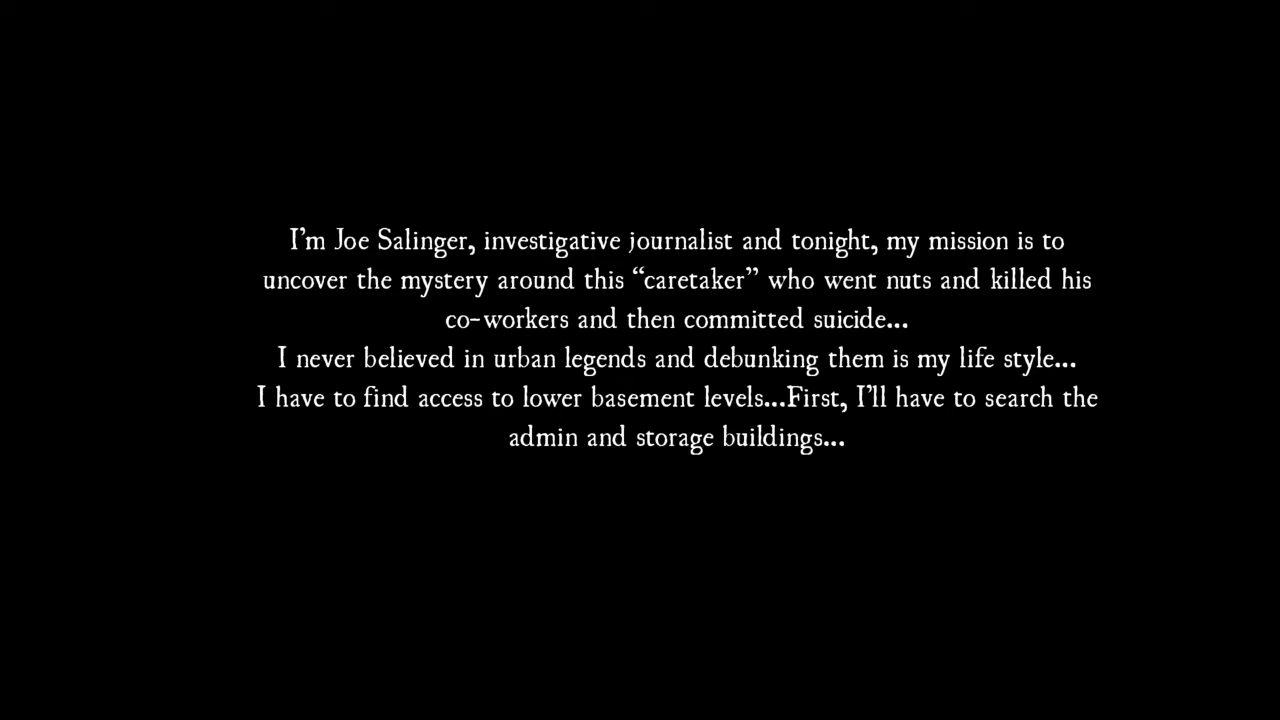 I'm Joe Salinger, investigative journalist and tonight, my mission is to
uncover the mystery around this “caretaker” who went nuts and killed his
co-workers and then committed suicide...
I never believed in urban legends and debunking them is my life style...
I have to find access to lower basement levels...First, I'll have to search the
admin and storage buildings...